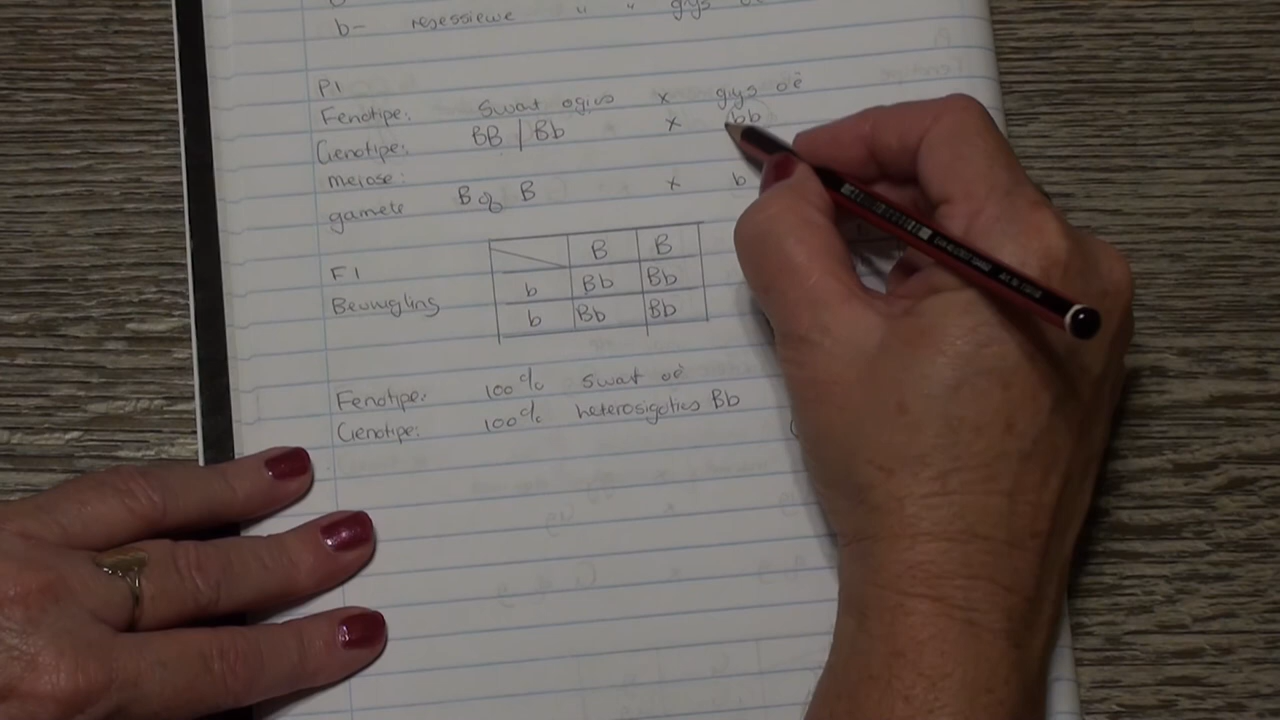 b- resessiewe " " grys oë
P1
Fenotipe: Swart ogies x grys oë
Genotipe: BB | Bb x bb
meiose:
gamete B of B x b
B B
F1 b Bb Bb
Bevrugting b Bb Bb
Fenotipe: 100% Swart oë
Genotipe: 100% heterosigoties Bb